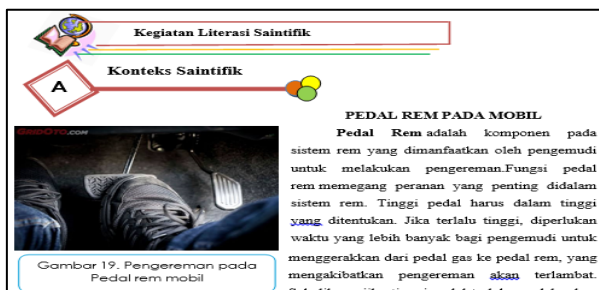 Kegiatan Literasi Saintifik
Konteks Saintifik
A
PEDAL REM PADA MOBIL
Pedal Rem adalah komponen pada
sistem rem yang dimanfaatkan oleh pengemudi
untuk melakukan pengereman.Fungsi pedal
rem memegang peranan yang penting didalam
sistem rem. Tinggi pedal harus dalam tinggi
yang ditentukan. Jika terlalu tinggi, diperlukan
waktu yang lebih banyak bagi pengemudi untuk
menggerakkan dari pedal gas ke pedal rem, yang
mengakibatkan pengereman akan terlambat.
GRIDOTO.COM
Gambar 19. Pengereman pada
Pedal rem mobil